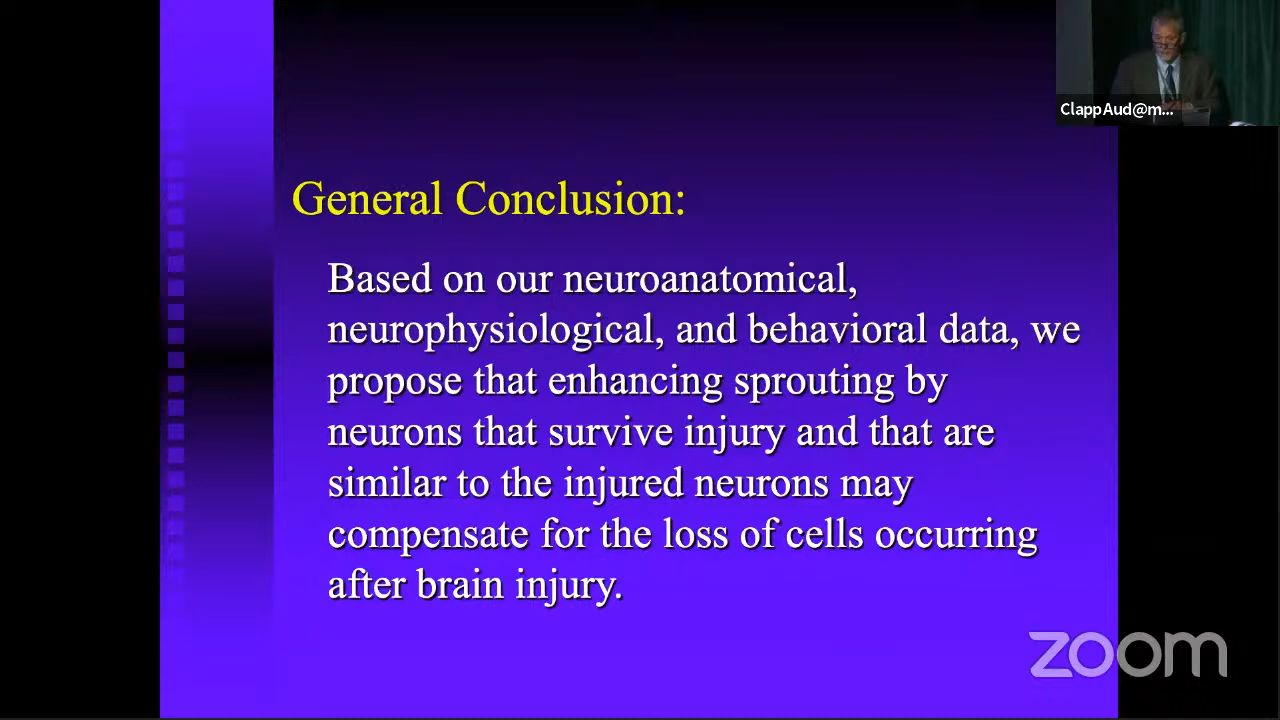 ClappAud@m...
General Conclusion:
Based on our neuroanatomical,
neurophysiological, and behavioral data, we
propose that enhancing sprouting by
neurons that survive injury and that are
similar to the injured neurons may
compensate for the loss of cells occurring
after brain injury.
zoom